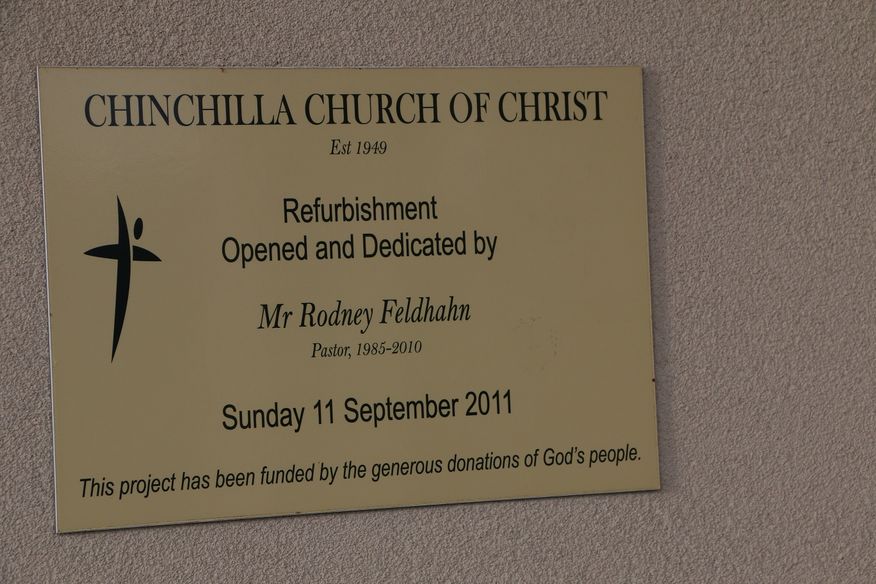 CHINCHILLA CHURCH OF CHRIST
Est 1949
Refurbishment
Opened and Dedicated by
Mr Rodney Feldhahn
Pastor, 1985-2010
Sunday 11 September 2011
This project has been funded by the generous donations of God's people.